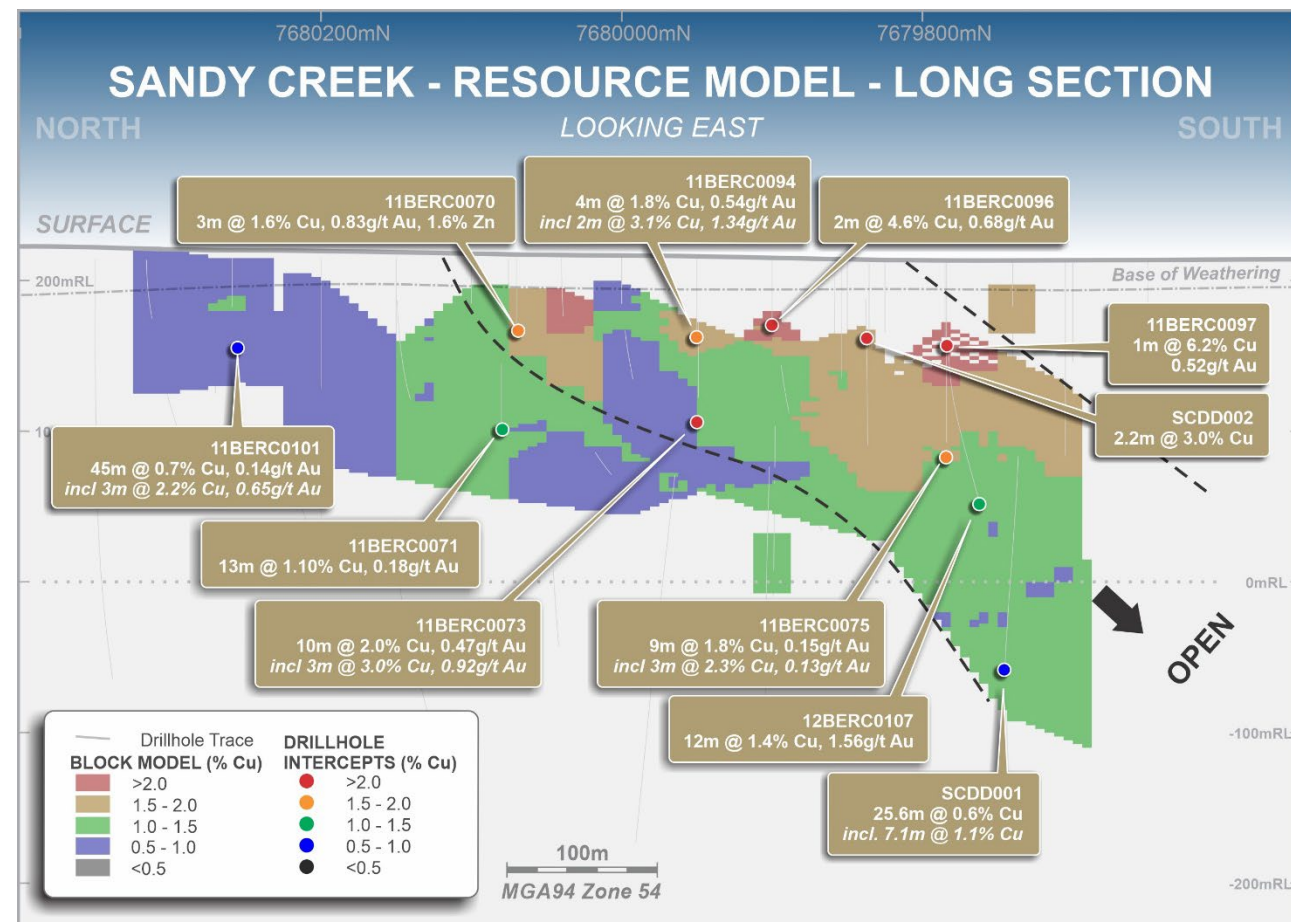 7680200mN
7680000mN
7679800mN
SANDY CREEK - RESOURCE MODEL - LONG SECTION
NORTH
LOOKING EAST
SOUTH
11BERC0070
3m @ 1.6% Cu, 0.83g/t Au, 1.6% Zn
11BERC0094
4m @ 1.8% Cu, 0.54g/t Au
incl 2m @ 3.1% Cu, 1.34g/t Au
11BERC0096
2m @ 4.6% Cu, 0.68g/t Au
SURFACE
200mRL
Base of Weathering
11BERC0097
1m @ 6.2% Cu
0.52g/t Au
SCDD002
2.2m @ 3.0% Cu
10
11BERC0101
45m @ 0.7% Cu, 0.14g/t Au
incl 3m @ 2.2% Cu, 0.65g/t Au
11BERC0071
13m @ 1.10% Cu, 0.18g/t Au
0mRL
11BERC0073
10m @ 2.0% Cu, 0.47g/t Au
incl 3m @ 3.0% Cu, 0.92g/t Au
11BERC0075
9m @ 1.8% Cu, 0.15g/t Au
incl 3m @ 2.3% Cu, 0.13g/t Au
OPEN
12BERC0107
12m @ 1.4% Cu, 1.56g/t Au
-100mRL
SCDD001
25.6m @ 0.6% Cu
incl. 7.1m @ 1.1% Cu
Drillhole Trace
BLOCK MODEL (% Cu)
>2.0
1.5 - 2.0
1.0 - 1.5
0.5 - 1.0
<0.5
DRILLHOLE
INTERCEPTS (% Cu)
>2.0
1.5 - 2.0
1.0 - 1.5
0.5 - 1.0
<0.5
100m
MGA94 Zone 54
-200mRL